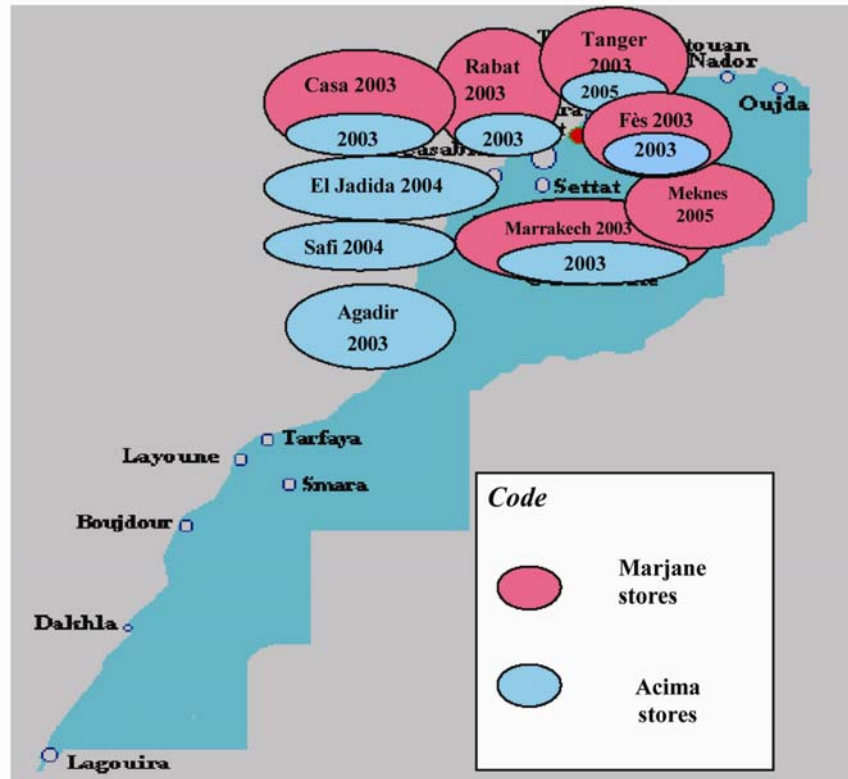 Tanger
2003
2005
touan
Nador
Oujda
Rabat
2003
2003
Casa 2003
2003
Fès 2003
2003
El Jadida 2004
Settat
Meknes
2005
Marrakech 2003
2003
Safi 2004
Agadir
2003
Tarfaya
Layoune
Smara
Boujdour
Dakhla
Lagouira
Code
Marjane
stores
Acima
stores